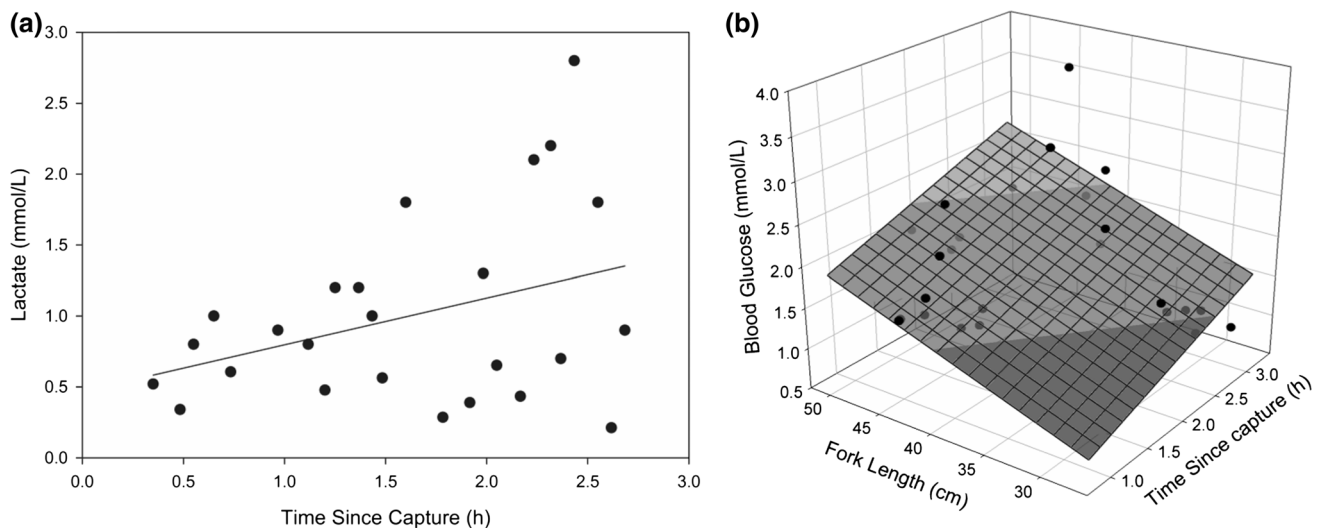 (a)
3.0
2.5
2.0
1.5
1.0
0.5
0.0
Lactate (mmol/L)
0.0 0.5 1.0 1.5 2.0 2.5 3.0
Time Since Capture (h)
(b)
4.0
3.5
3.0
2.5
2.0
1.5
1.0
0.5
Blood Glucose (mmol/L)
50 45 40 35 30
Fork Length (cm)
1.0 1.5 2.0 2.5 3.0
Time Since capture (h)